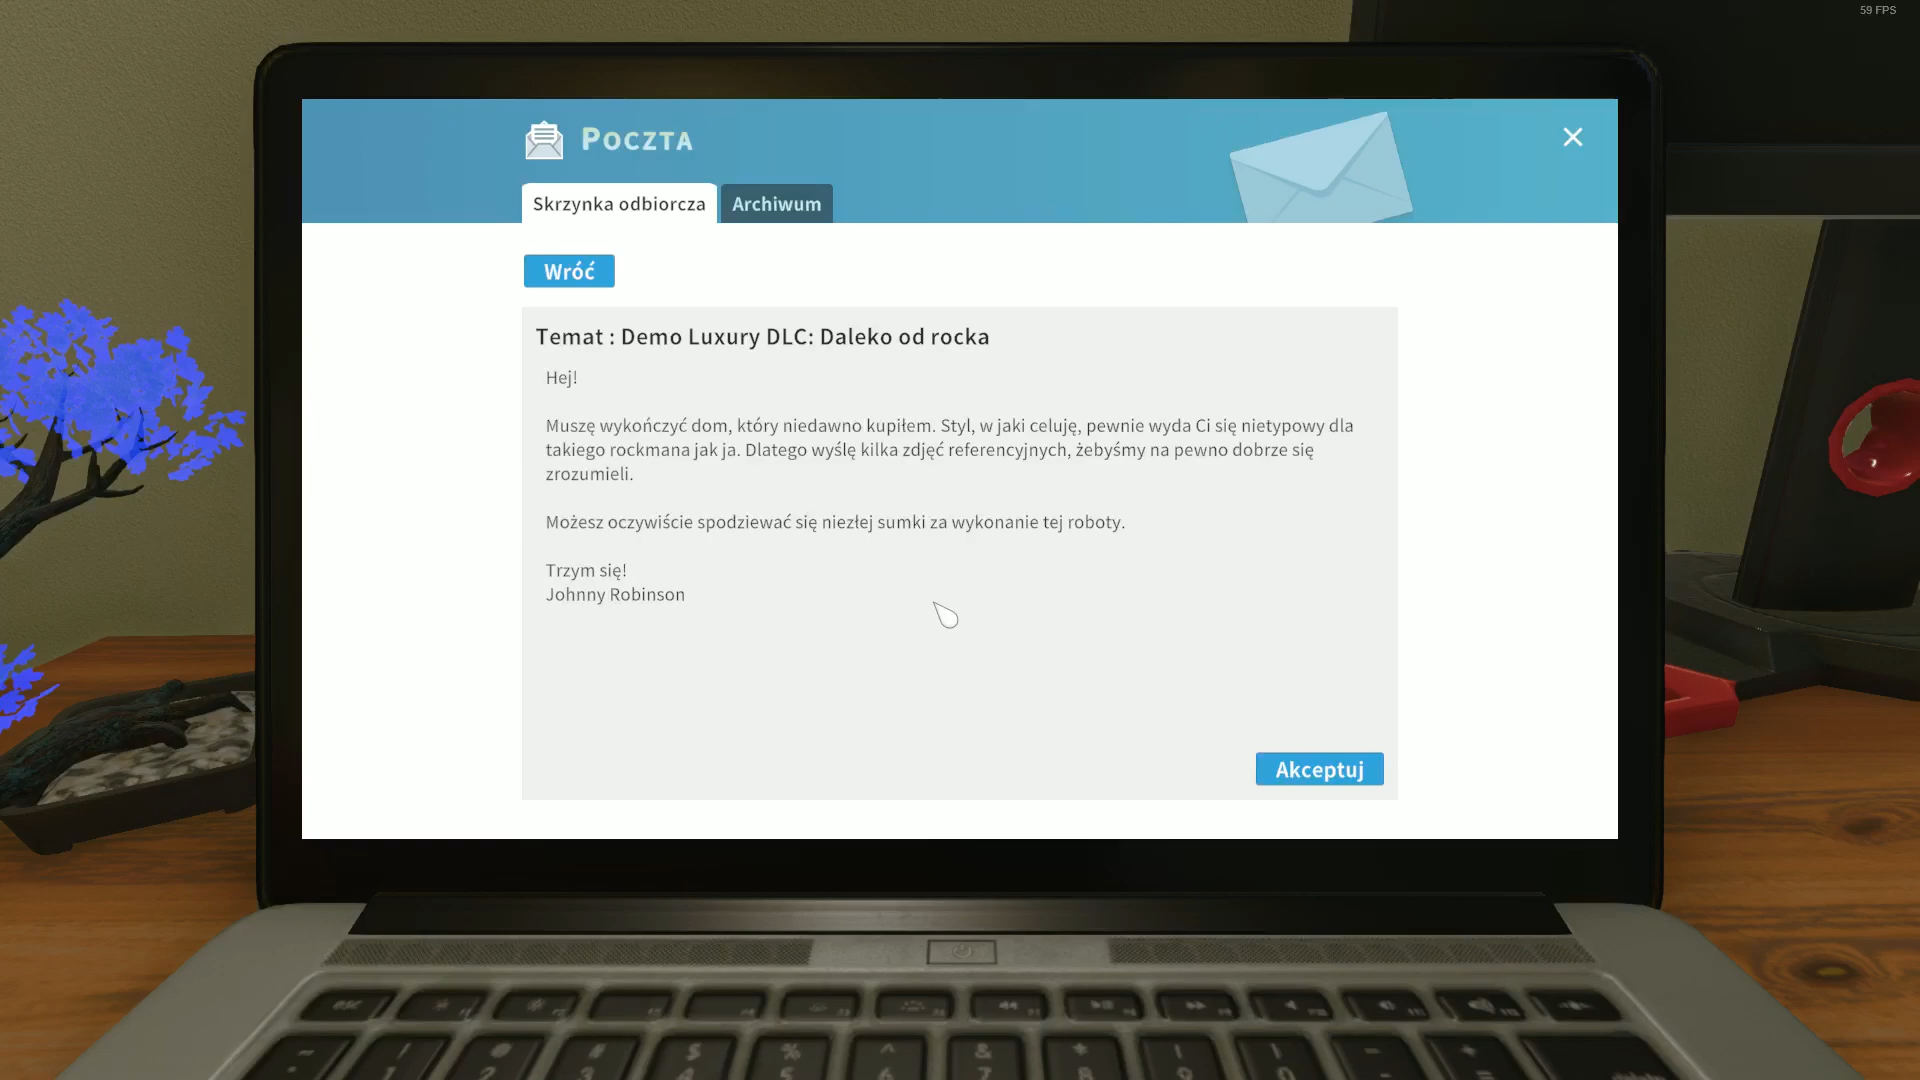 59 FPS
Poczta
Skrzynka odbiorcza
Archiwum
Wróć
Temat : Demo Luxury DLC: Daleko od rocka
Hej!
Muszę wykończyć dom, który niedawno kupiłem. Styl, w jaki celuję, pewnie wyda Ci się nietypowy dla
takiego rockmana jak ja. Dlatego wyślę kilka zdjęć referencyjnych, żebyśmy na pewno dobrze się
zrozumieli.
Możesz oczywiście spodziewać się niezłej sumki za wykonanie tej roboty.
Trzym się!
Johnny Robinson
Akceptuj